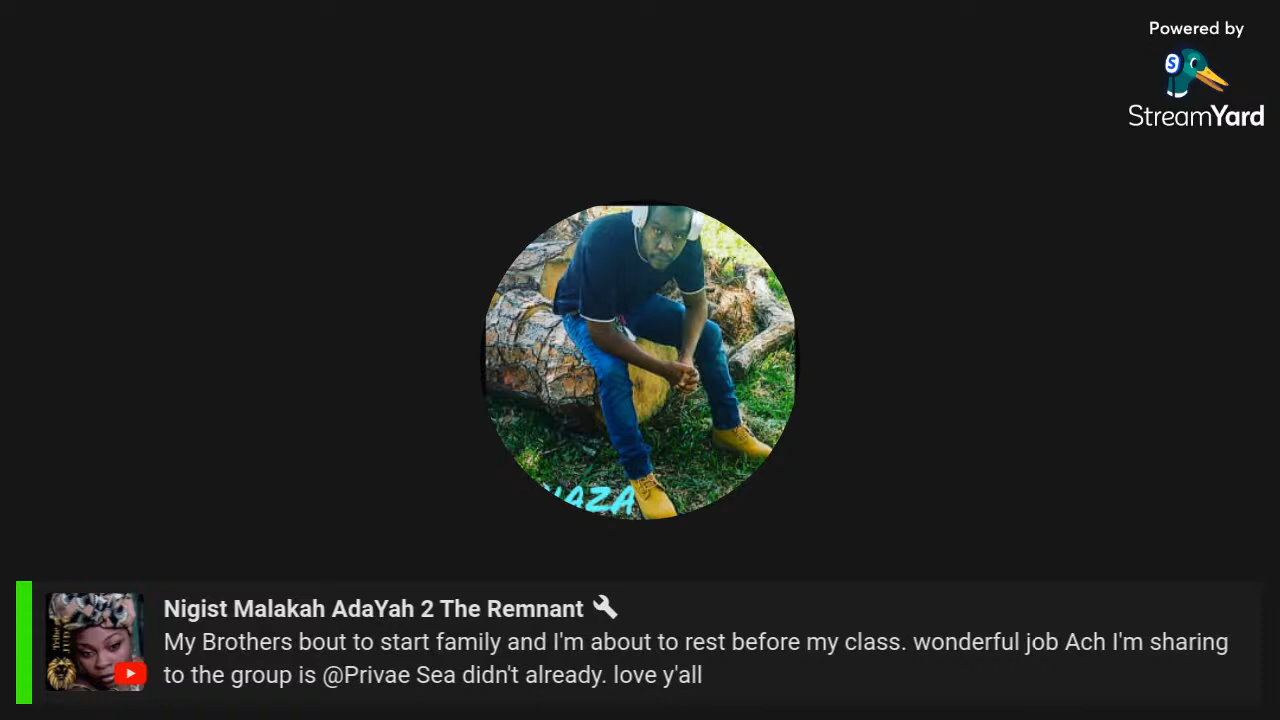 Powered by
StreamYard
Nigist Malakah AdaYah 2 The Remnant
My Brothers bout to start family and I'm about to rest before my class. wonderful job Ach I'm sharing
to the group is @Privae Sea didn't already. love y'all